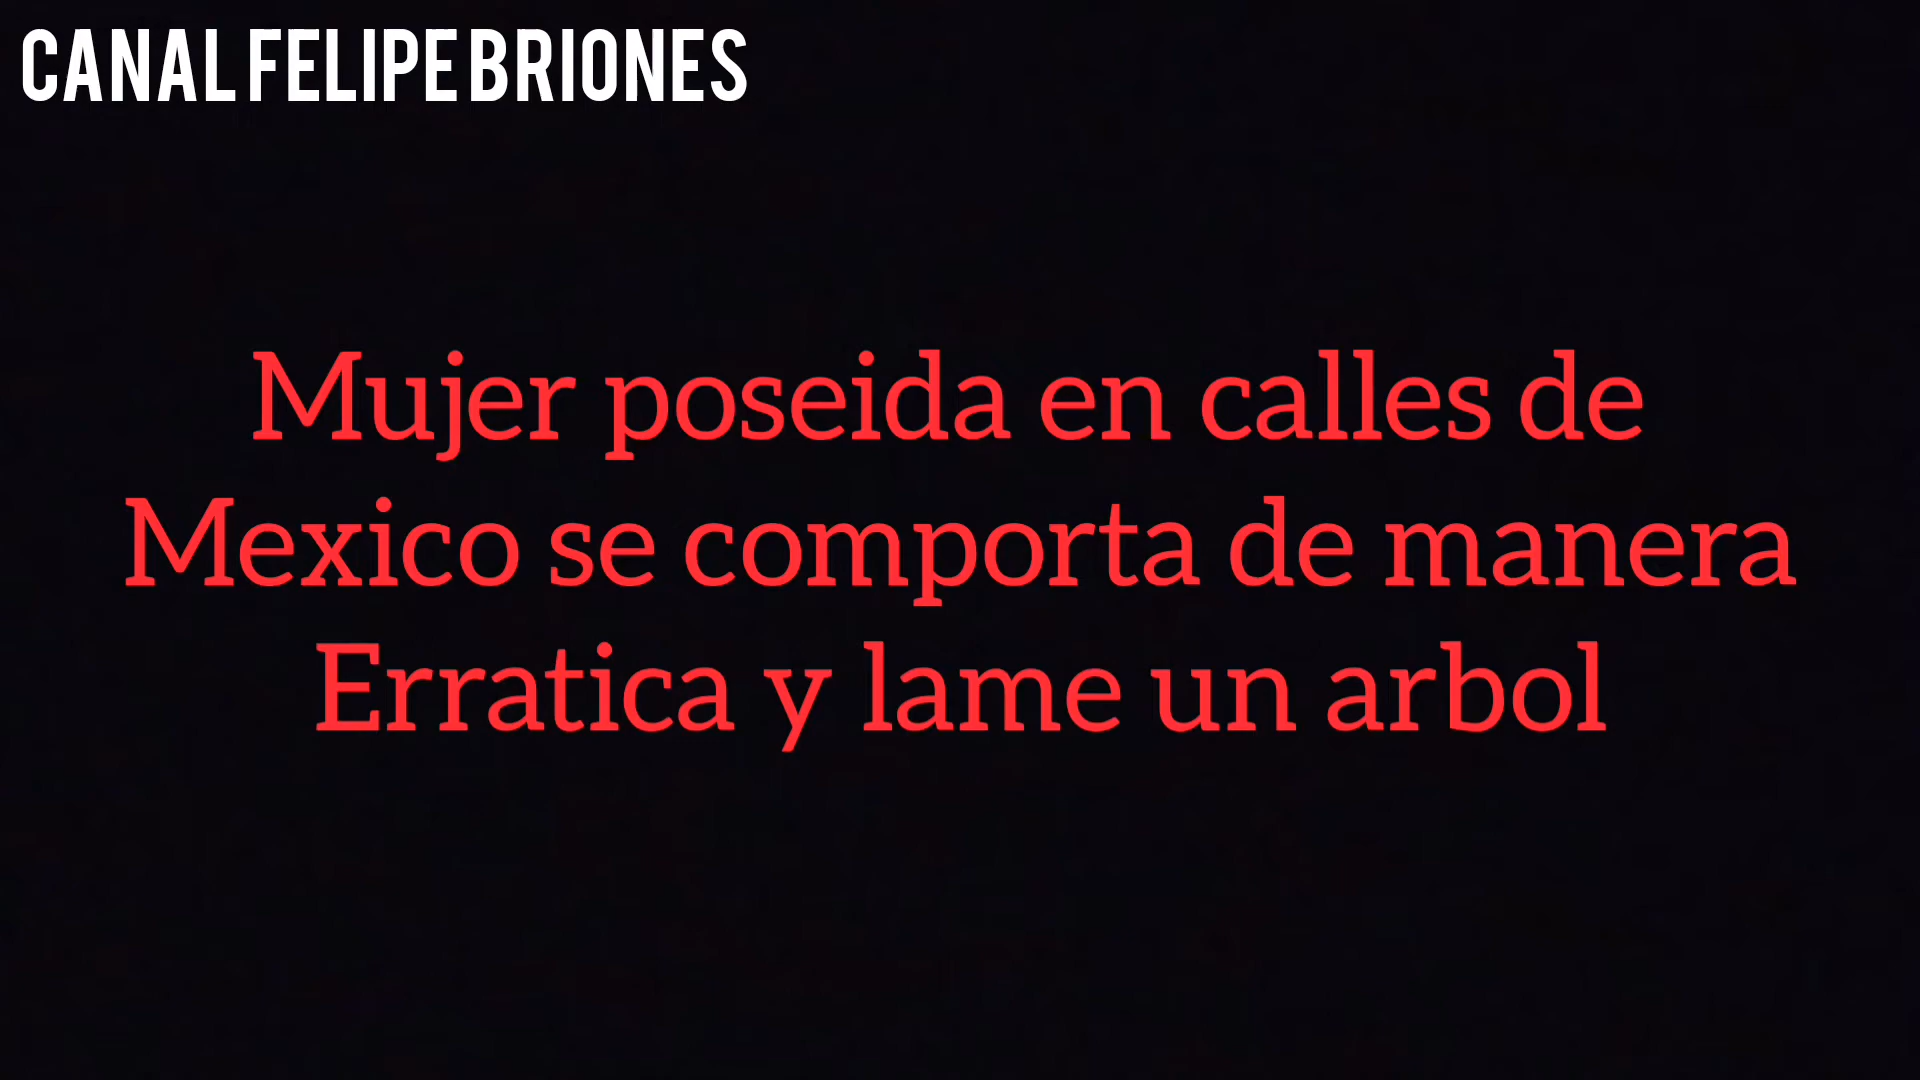 CANAL FELIPE BRIONES
Mujer poseida en calles de
Mexico se comporta de manera
Erratica y lame un arbol